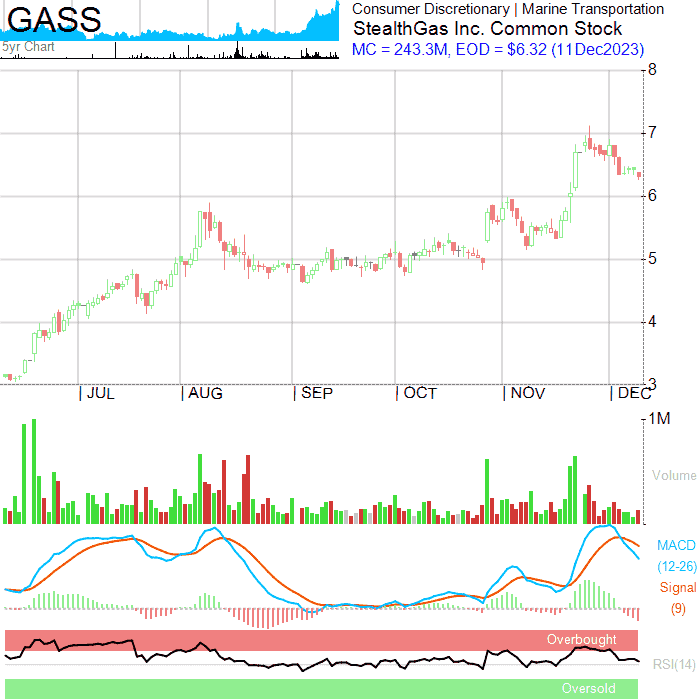 GASS
5yr Chart
Consumer Discretionary | Marine Transportation
StealthGas Inc. Common Stock
MC = 243.3M, EOD = $6.32 (11Dec2023)
8
7
6
5
4
3
JUL AUG SEP OCT NOV DEC
1M
Volume
MACD
(12-26)
Signal
(9)
Overbought
RSI(14)
Oversold